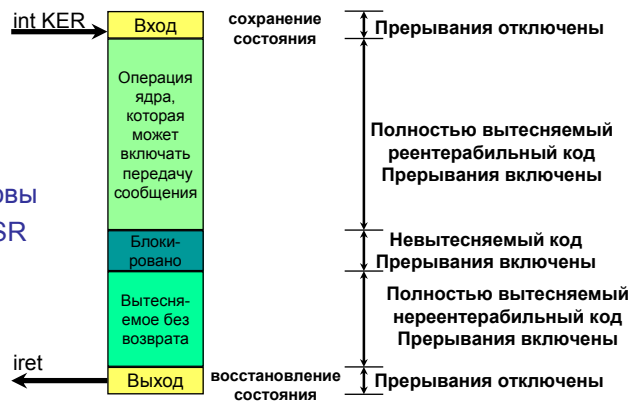 int KER
Вход
сохранение
состояния
Прерывания отключены
Операция
ядра,
которая
может
включать
передачу
сообщения
Полностью вытесняемый
реентерабильный код
Прерывания включены
овы
SR
Блоки-
ровано
Невытесняемый код
Прерывания включены
Вытесня-
емое без
возврата
Полностью вытесняемый
нереентерабильный код
Прерывания включены
iret
Выход
восстановление
состояния
Прерывания отключены